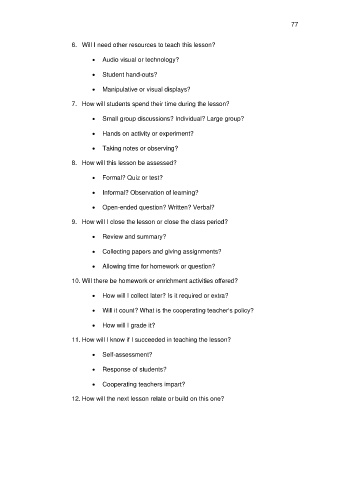 77
6. Will I need other resources to teach this lesson?
• Audio visual or technology?
• Student hand-outs?
• Manipulative or visual displays?
7. How will students spend their time during the lesson?
• Small group discussions? Individual? Large group?
• Hands on activity or experiment?
• Taking notes or observing?
8. How will this lesson be assessed?
• Formal? Quiz or test?
• Informal? Observation of learning?
• Open-ended question? Written? Verbal?
9. How will I close the lesson or close the class period?
• Review and summary?
• Collecting papers and giving assignments?
• Allowing time for homework or question?
10. Will there be homework or enrichment activities offered?
• How will I collect later? Is it required or extra?
• Will it count? What is the cooperating teacher's policy?
• How will I grade it?
11. How will I know if I succeeded in teaching the lesson?
• Self-assessment?
• Response of students?
• Cooperating teachers impart?
12. How will the next lesson relate or build on this one?